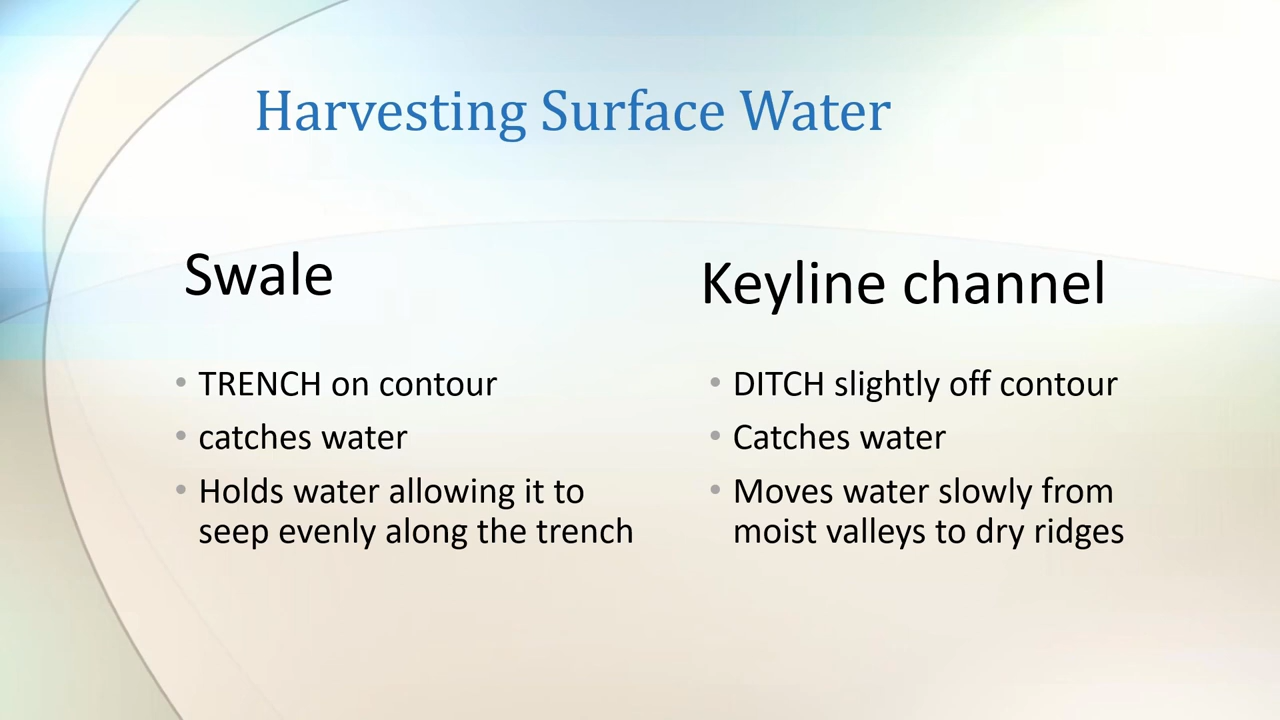 Harvesting Surface Water
Swale
• TRENCH on contour
• catches water
• Holds water allowing it to
seep evenly along the trench
Keyline channel
• DITCH slightly off contour
• Catches water
• Moves water slowly from
moist valleys to dry ridges